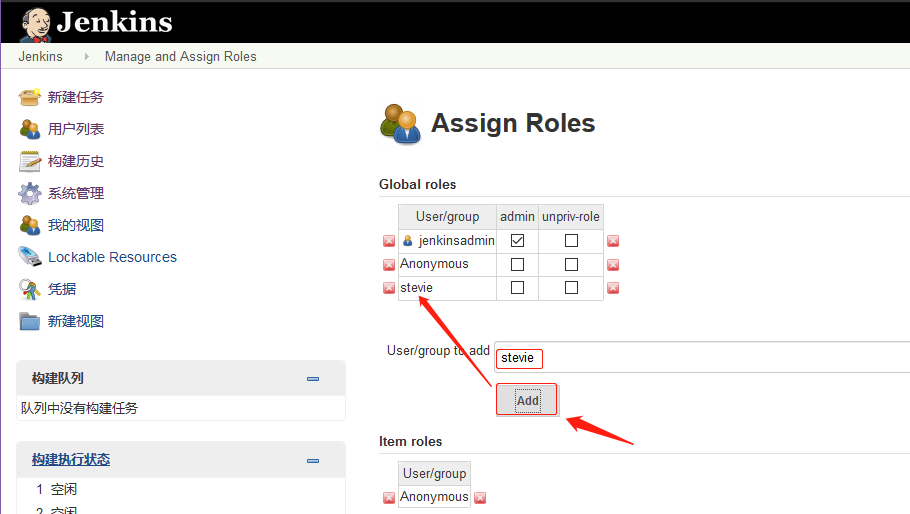 Jenkins
Jenkins Manage and Assign Roles
新建任务
用户列表
构建历史
系统管理
我的视图
Lockable Resources
凭据
新建视图
构建队列
队列中没有构建任务
构建执行状态
1 空闲
2 空闲
Assign Roles
Global roles
User/group admin unpriv-role
jenkinsadmin
Anonymous
stevie
User/group to add stevie
Add
Item roles
User/group
Anonymous